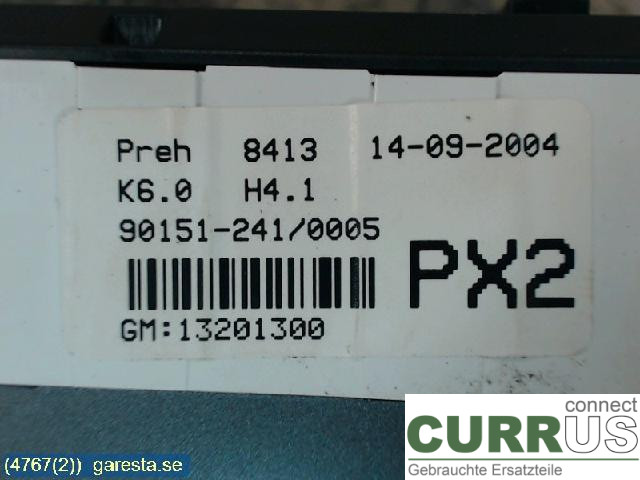 Preh 8413 14-09-2004
K6.0 H4.1
90151-241/0005
PX2
GM:13201300
connect
CURRUS
Gebrauchte Ersatzteile
(4767(2)) garesta.se